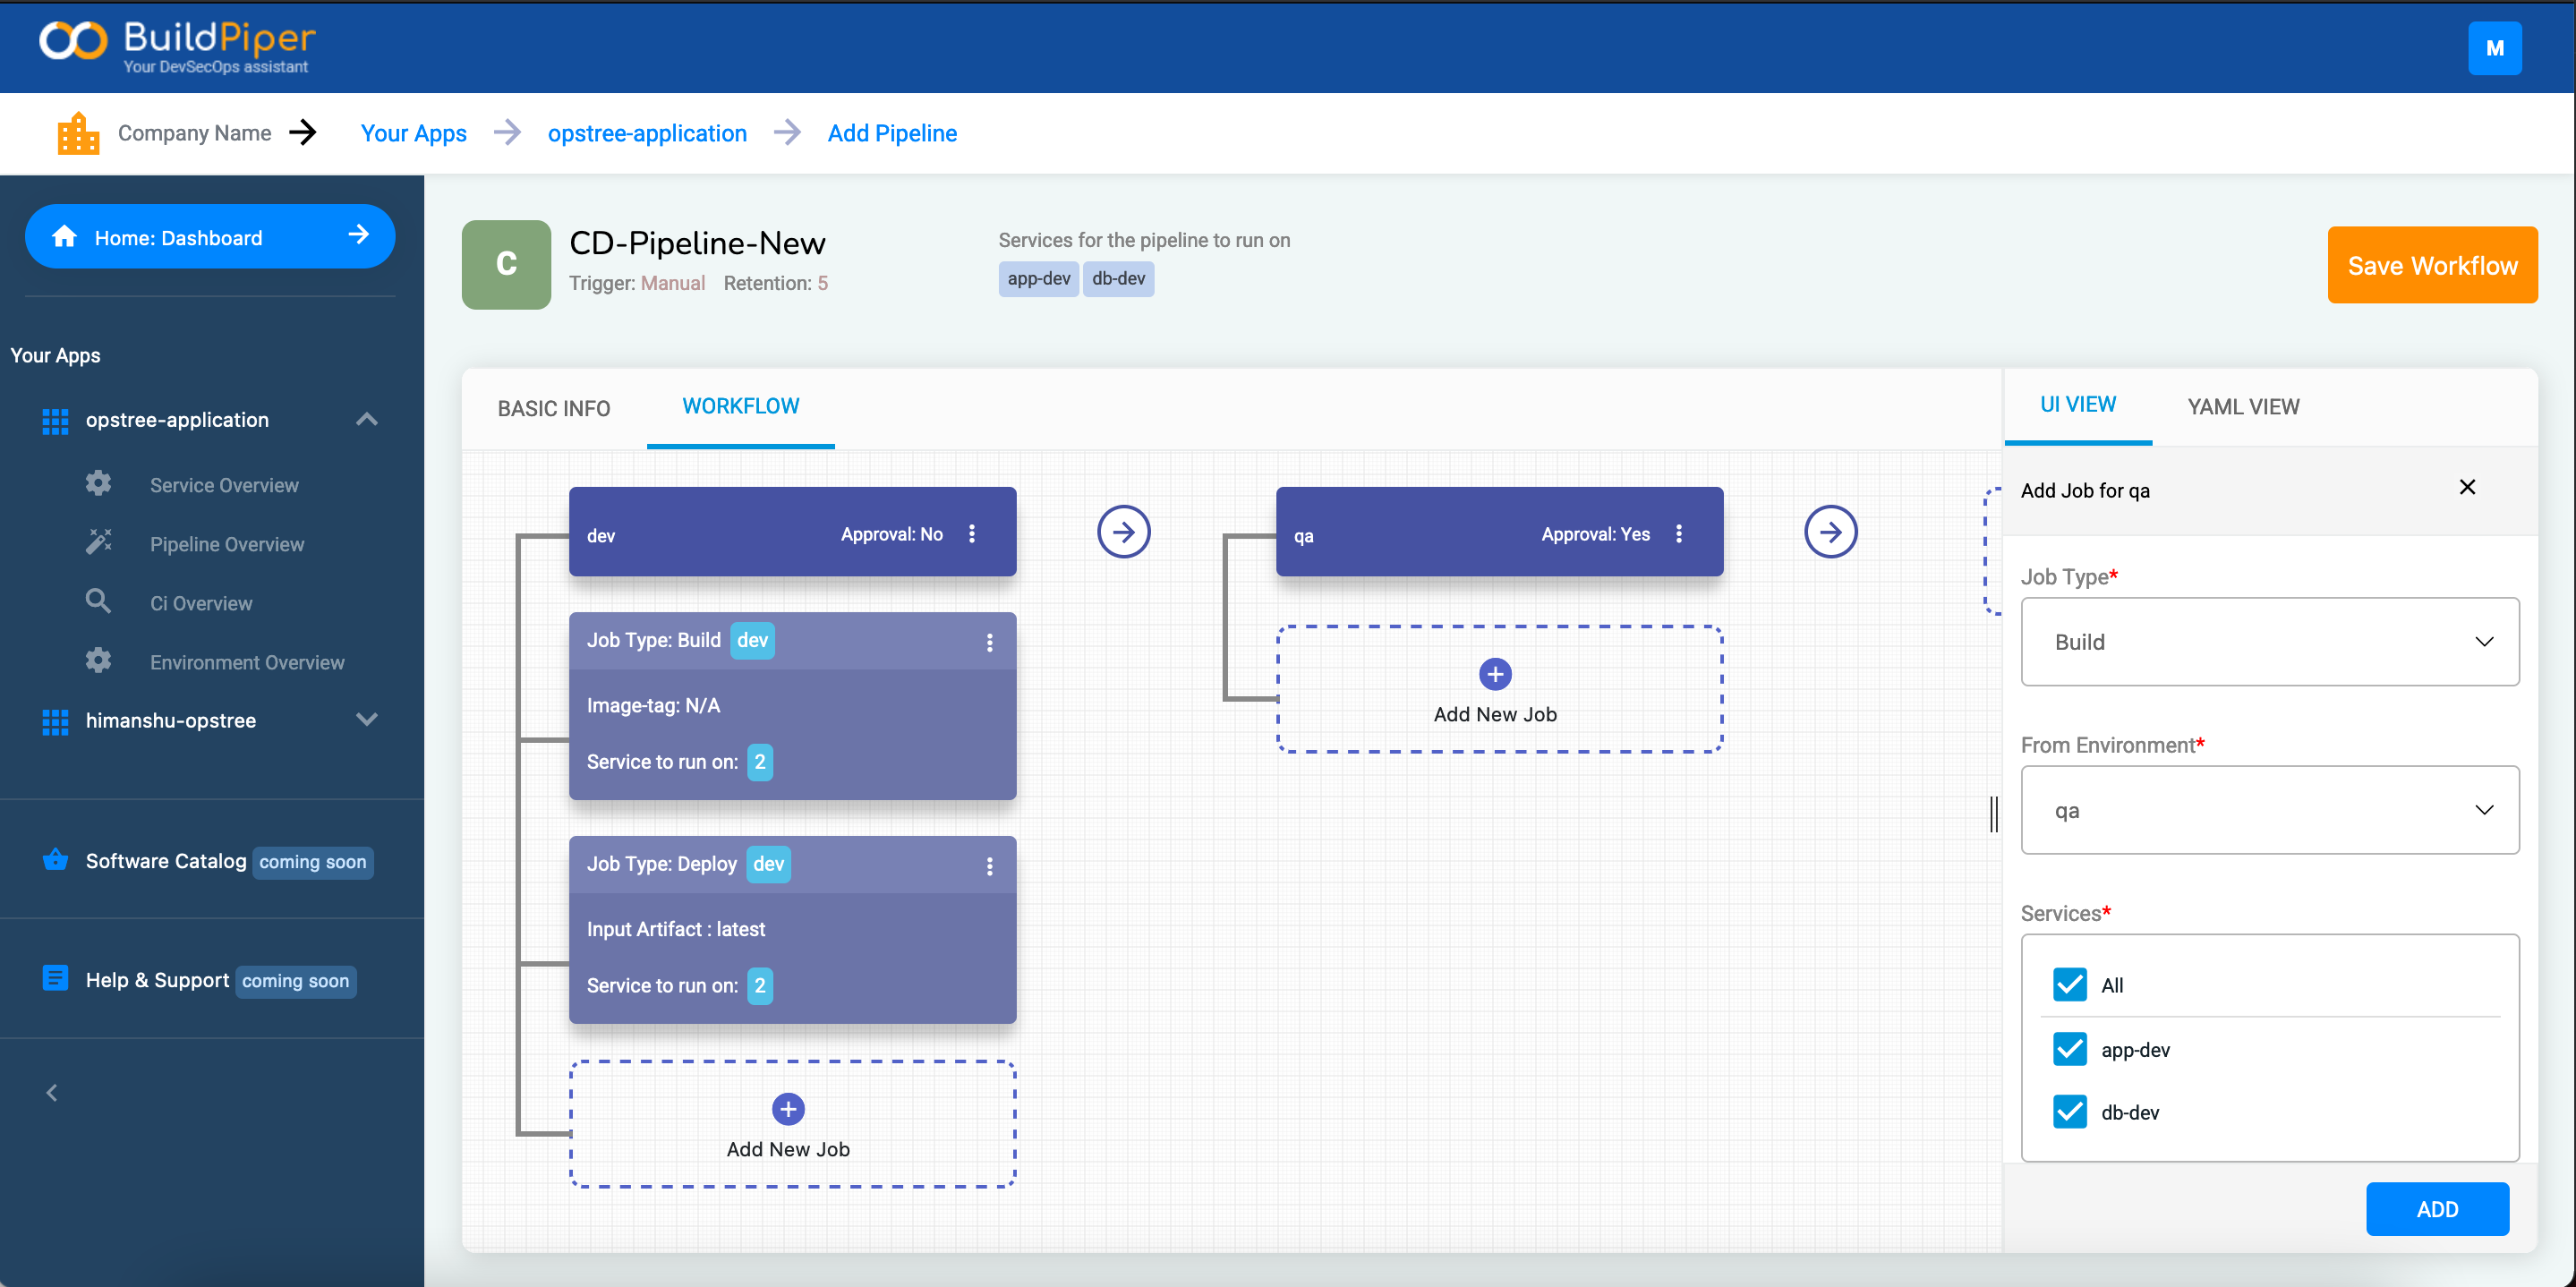 BuildPiper
Your DevSecOps assistant
M
Company Name
Your Apps
opstree-application
Add Pipeline
Home: Dashboard
Your Apps
opstree-application
Service Overview
Pipeline Overview
Ci Overview
Environment Overview
himanshu-opstree
Software Catalog coming soon
Help & Support coming soon
C
CD-Pipeline-New
Trigger: Manual Retention: 5
Services for the pipeline to run on
app-dev db-dev
Save Workflow
BASIC INFO
WORKFLOW
dev Approval: No
Job Type: Build dev
Image-tag: N/A
Service to run on: 2
Job Type: Deploy dev
Input Artifact : latest
Service to run on: 2
Add New Job
qa Approval: Yes
Add New Job
UI VIEW
YAML VIEW
Add Job for qa
Job Type*
Build
From Environment*
qa
Services*
All
app-dev
db-dev
ADD